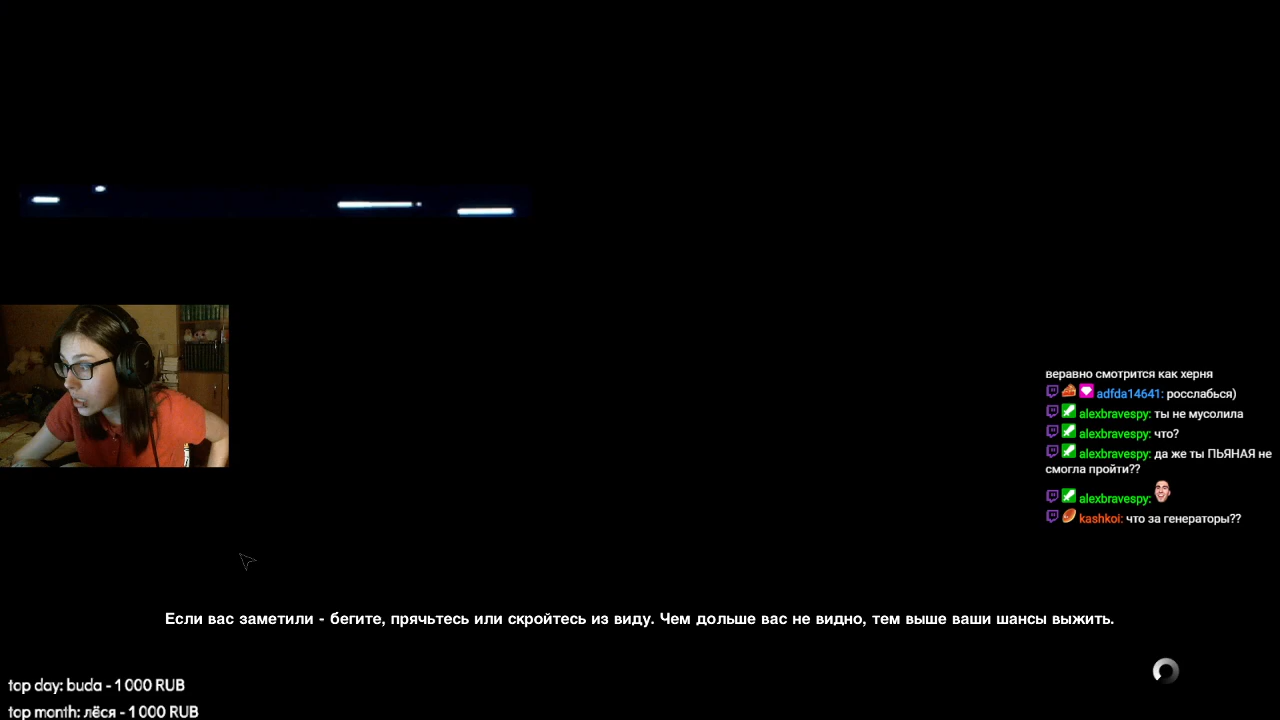 веравно смотрится как херня
adfda14641: росслабься)
alexbravespy: ты не мусолила
alexbravespy: что?
alexbravespy: да же ты ПЬЯНАЯ не
смогла пройти??
alexbravespy:
kashkoi: что за генераторы??
Если вас заметили - бегите, прячьтесь или скройтесь из виду. Чем дольше вас не видно, тем выше ваши шансы выжить.
top day: buda - 1 000 RUB
top month: лёся - 1 000 RUB